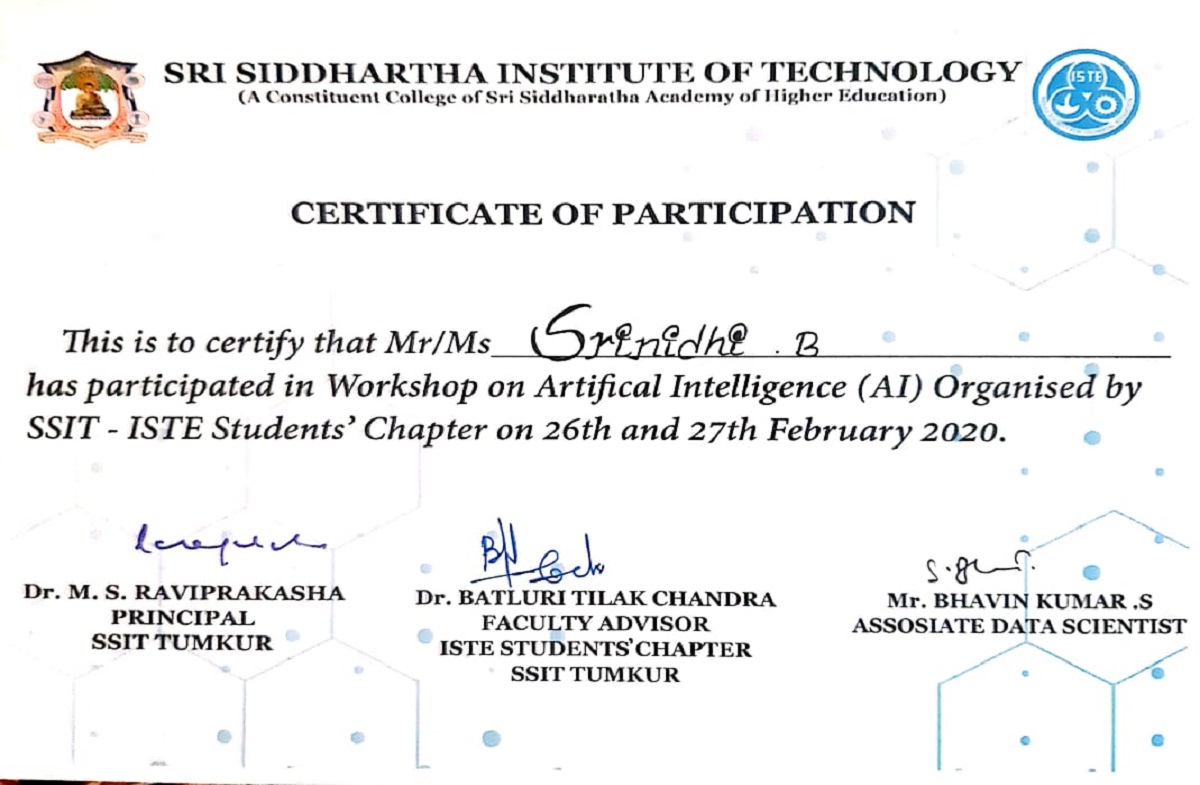 SRI SIDDHARTHA INSTITUTE OF TECHNOLOGY
(A Constituent College of Sri Siddharatha Academy of Higher Education)
ISTE
CERTIFICATE OF PARTICIPATION
This is to certify that Mr/Ms Srinidhi . B
has participated in Workshop on Artifical Intelligence (AI) Organised by
SSIT - ISTE Students' Chapter on 26th and 27th February 2020.
Dr. M. S. RAVIPRAKASHA
PRINCIPAL
SSIT TUMKUR
Dr. BATLURI TILAK CHANDRA
FACULTY ADVISOR
ISTE STUDENTS'CHAPTER
SSIT TUMKUR
Mr. BHAVIN KUMAR .S
ASSOSIATE DATA SCIENTIST